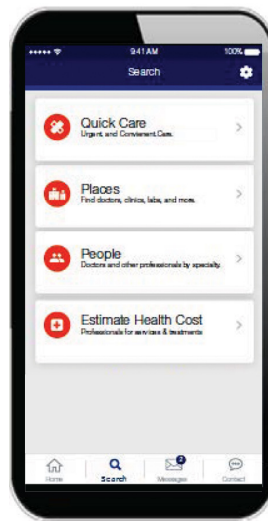 9:41 AM
100%
Search
Quick Care
Urgent and Convenient Care.
Places
Find doctors, clinics, labs, and more.
People
Doctors and other professionals by specialty.
Estimate Health Cost
Professionals for services & treatments
2
Home
Search
Messages
Contact